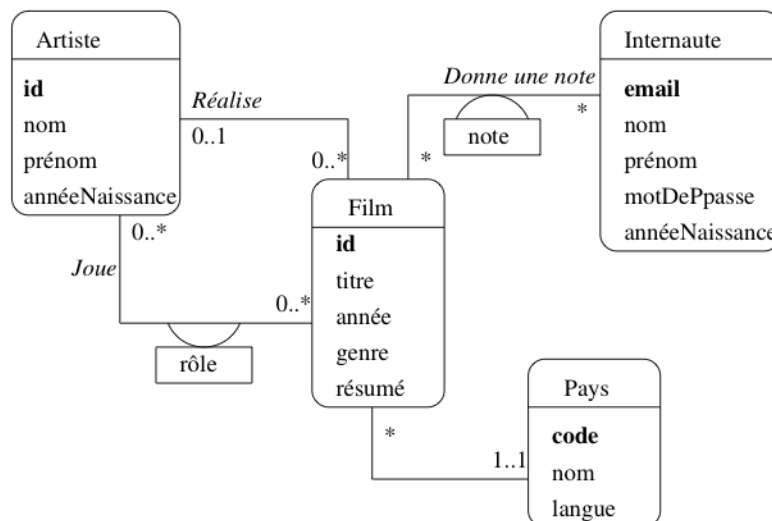 Artiste
id
nom
prénom
annéeNaissance
Réalise
0..1
0..*
Donne une note
*
note
*
Internaute
email
nom
prénom
motDePpasse
annéeNaissance
0..*
Joue
0..*
rôle
Film
id
titre
année
genre
résumé
*
1..1
Pays
code
nom
langue